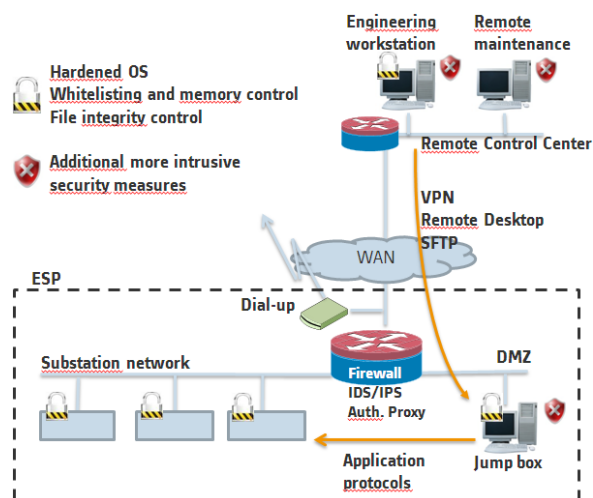 Engineering
workstation
Remote
maintenance
Hardened OS
Whitelisting and memory control
File integrity control
Additional more intrusive
security measures
Remote Control Center
VPN
Remote Desktop
SFTP
WAN
ESP
Dial-up
Substation network
Firewall
IDS/IPS
Auth. Proxy
DMZ
Application
protocols
Jump box